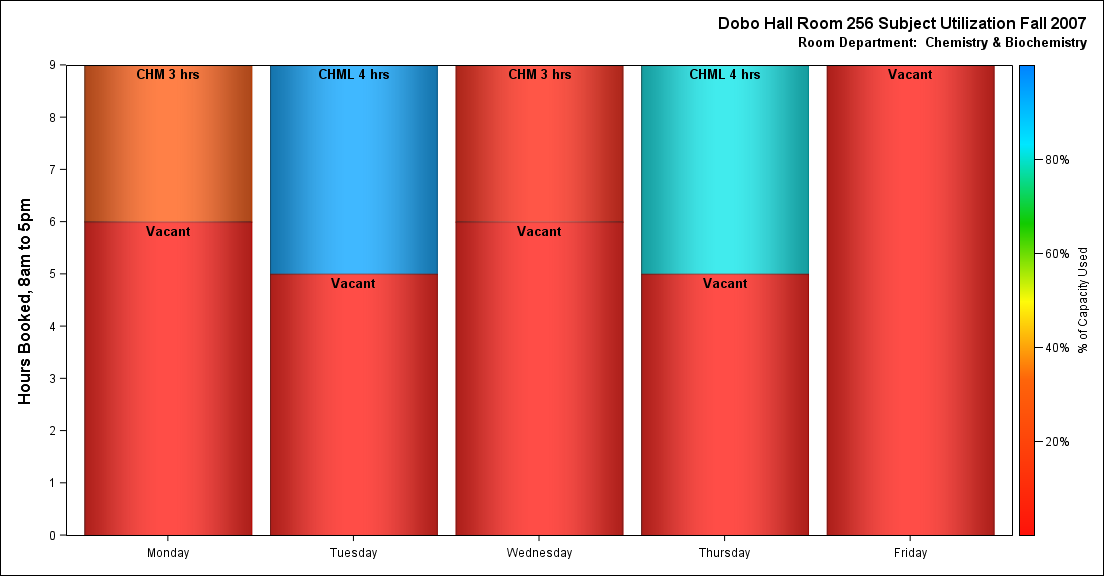 Dobo Hall Room 256 Subject Utilization Fall 2007
Room Department:  Chemistry & Biochemistry
Hours Booked, 8am to 5pm
9
8
7
6
5
4
3
2
1
0
CHM 3 hrs
Vacant
CHML 4 hrs
Vacant
CHM 3 hrs
Vacant
CHML 4 hrs
Vacant
Vacant
Monday
Tuesday
Wednesday
Thursday
Friday
80%
60%
40%
20%
% of Capacity Used